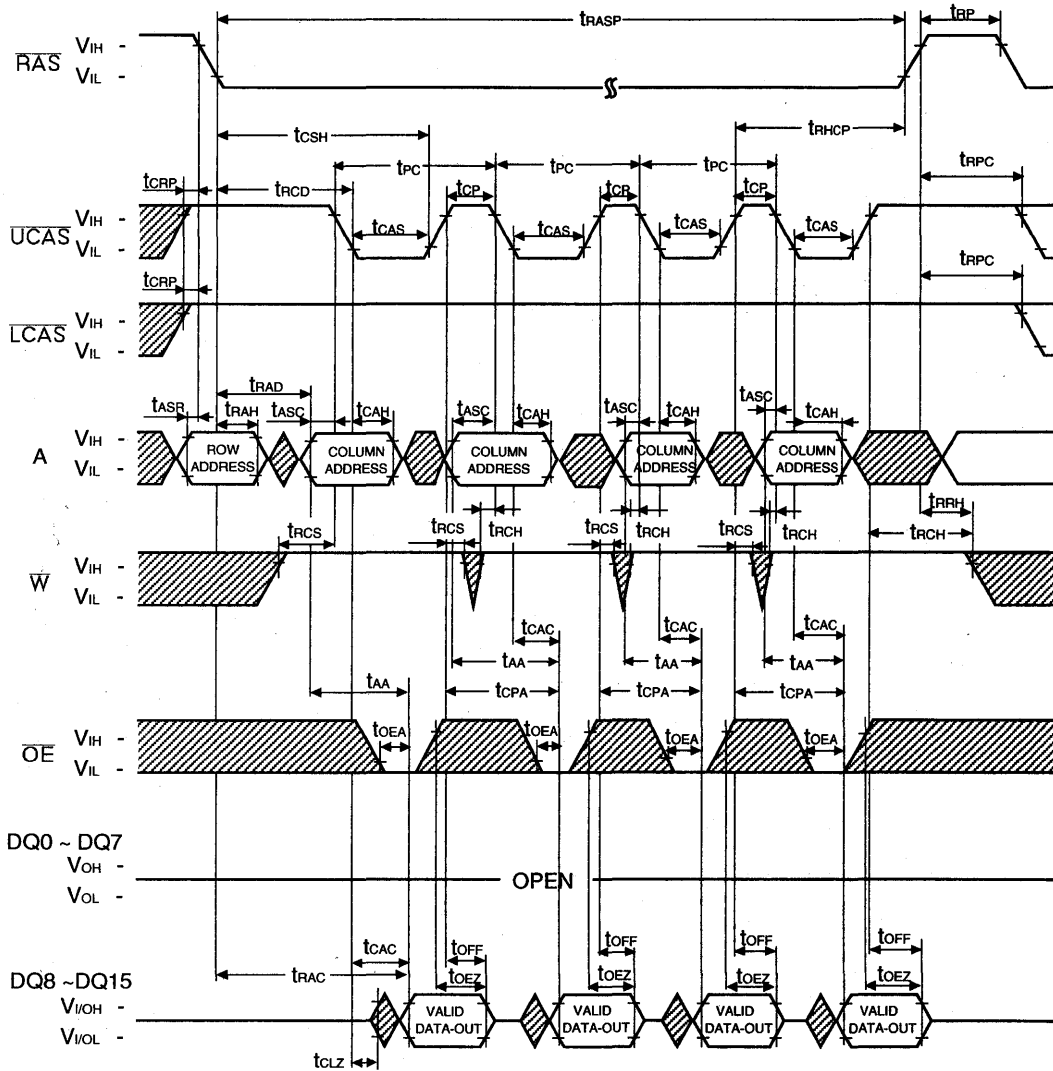 tRASP tRP
RAS VIH -
VIL -
tCSH tRHCP
tPC tPC tPC
tCRP tRCD tCP tCP tCP tRPC
UCAS VIH -
VIL -
tCAS tCAS tCAS tCAS
tCRP tRPC
LCAS VIH -
VIL -
tRAD
tASR tRAH tASC tCAH tASC tCAH tASC tCAH tASC tCAH
A VIH -
VIL -
ROW ADDRESS COLUMN ADDRESS COLUMN ADDRESS COLUMN ADDRESS COLUMN ADDRESS
tRRH
tRCS tRCS tRCH tRCS tRCH tRCS tRCH tRCH
W VIH -
VIL -
tCAC tCAC tCAC
tAA tAA tAA tAA
tCPA tCPA tCPA
OE VIH -
VIL -
tOEA tOEA tOEA tOEA
DQ0 ~ DQ7
VOH -
VOL -
OPEN
tCAC tOFF tOFF tOFF tOFF
tRAC tOEZ tOEZ tOEZ tOEZ
DQ8 ~DQ15
VI/OH -
VI/OL -
VALID DATA-OUT VALID DATA-OUT VALID DATA-OUT VALID DATA-OUT
tCLZ